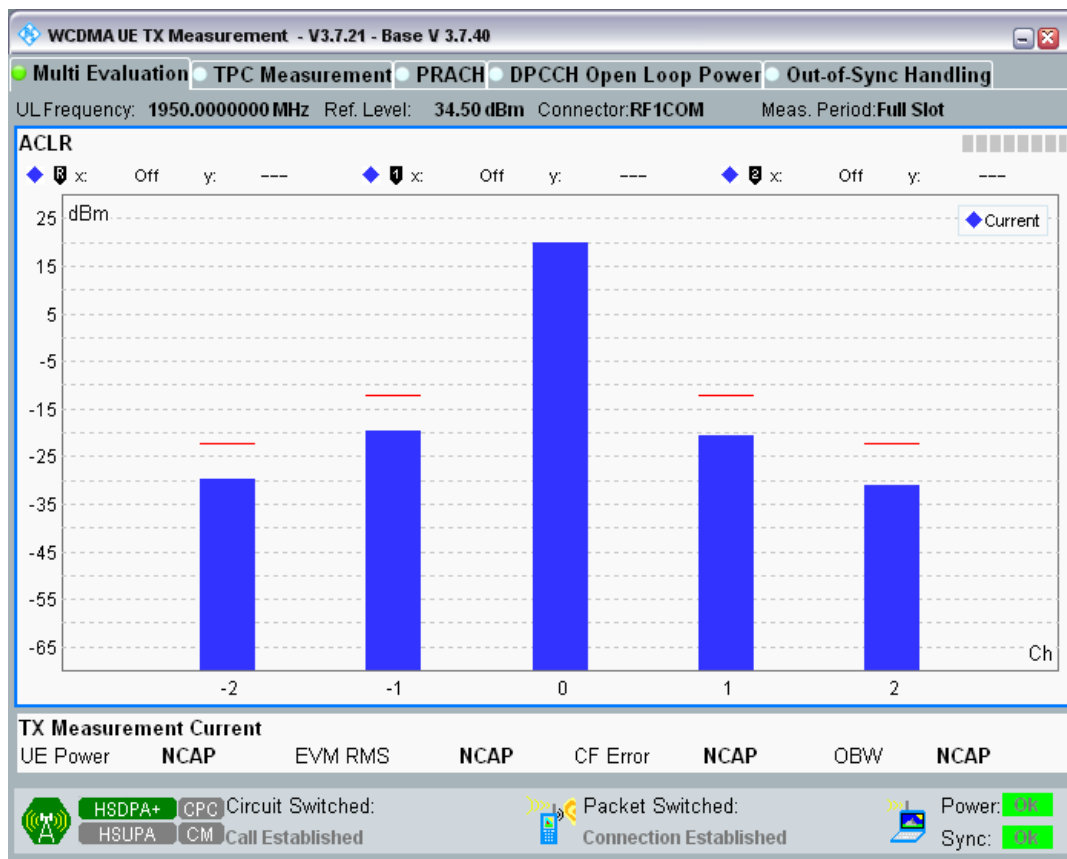 WCDMA UE TX Measurement - V3.7.21 - Base V 3.7.40
Multi Evaluation TPC Measurement PRACH DPCCH Open Loop Power Out-of-Sync Handling
UL Frequency: 1950.0000000 MHz Ref. Level: 34.50 dBm Connector:RF1COM Meas. Period:Full Slot
ACLR
R x: Off y: --- 1 x: Off y: --- 2 x: Off y: ---
dBm
Current
25
15
5
-5
-15
-25
-35
-45
-55
-65
Ch
-2 -1 0 1 2
TX Measurement Current
UE Power NCAP EVM RMS NCAP CF Error NCAP OBW NCAP
HSDPA+ CPC Circuit Switched: Packet Switched: Power: Ok
HSUPA CM Call Established Connection Established Sync: Ok